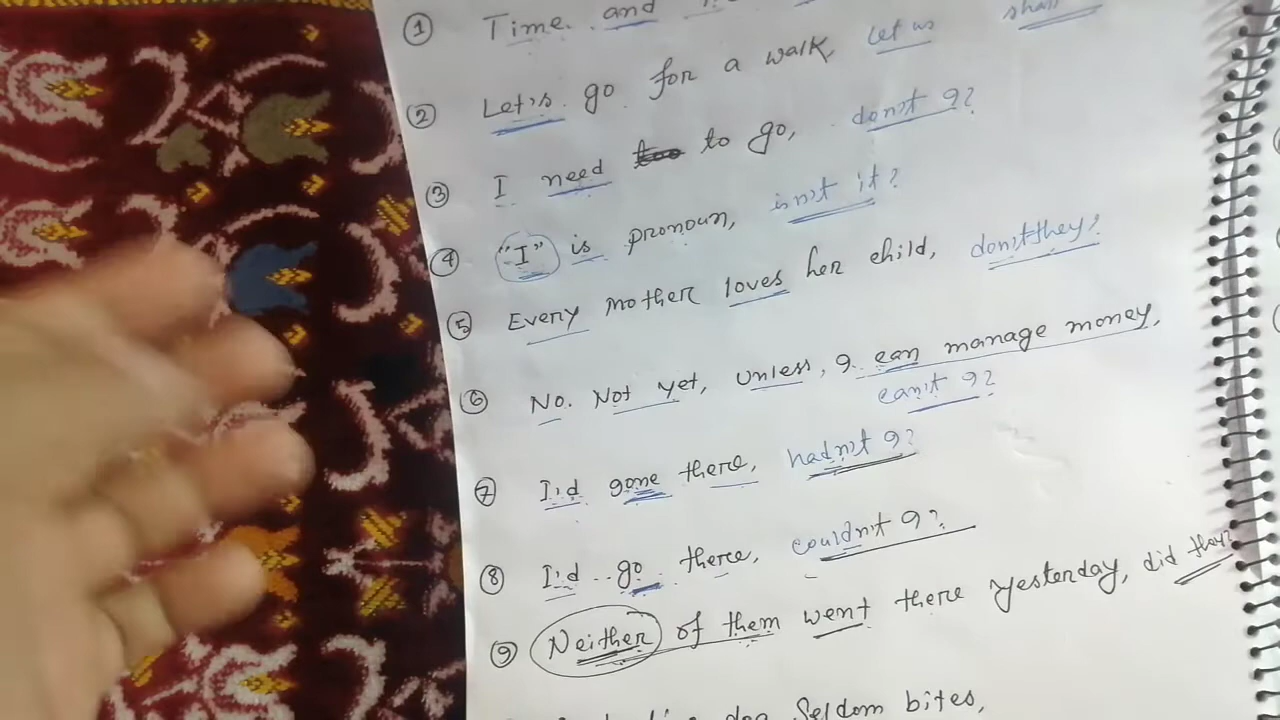 ① Time. and
② Let's go for a walk, let us shall
③ I need to go, don't I?
④ "I" is pronoun, isn't it?
⑤ Every mother loves her child, don't they?
⑥ No. Not yet, unless, I can manage money,
can't I?
⑦ I'd gone there, hadn't I?
⑧ I'd go there, couldn't I?
⑨ Neither of them went there yesterday, did they?
dog seldom bites,